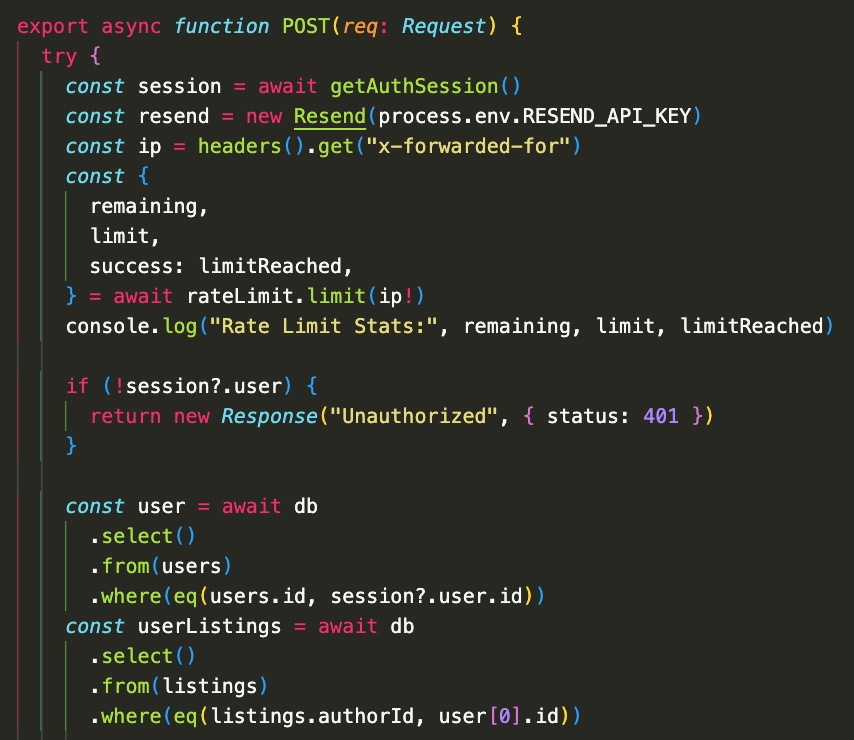 export async function POST(req: Request) {
try {
const session = await getAuthSession()
const resend = new Resend(process.env.RESEND_API_KEY)
const ip = headers().get("x-forwarded-for")
const {
remaining,
limit,
success: limitReached,
} = await rateLimit.limit(ip!)
console.log("Rate Limit Stats:", remaining, limit, limitReached)
if (!session?.user) {
return new Response("Unauthorized", { status: 401 })
}
const user = await db
.select()
.from(users)
.where(eq(users.id, session?.user.id))
const userListings = await db
.select()
.from(listings)
.where(eq(listings.authorId, user[0].id))